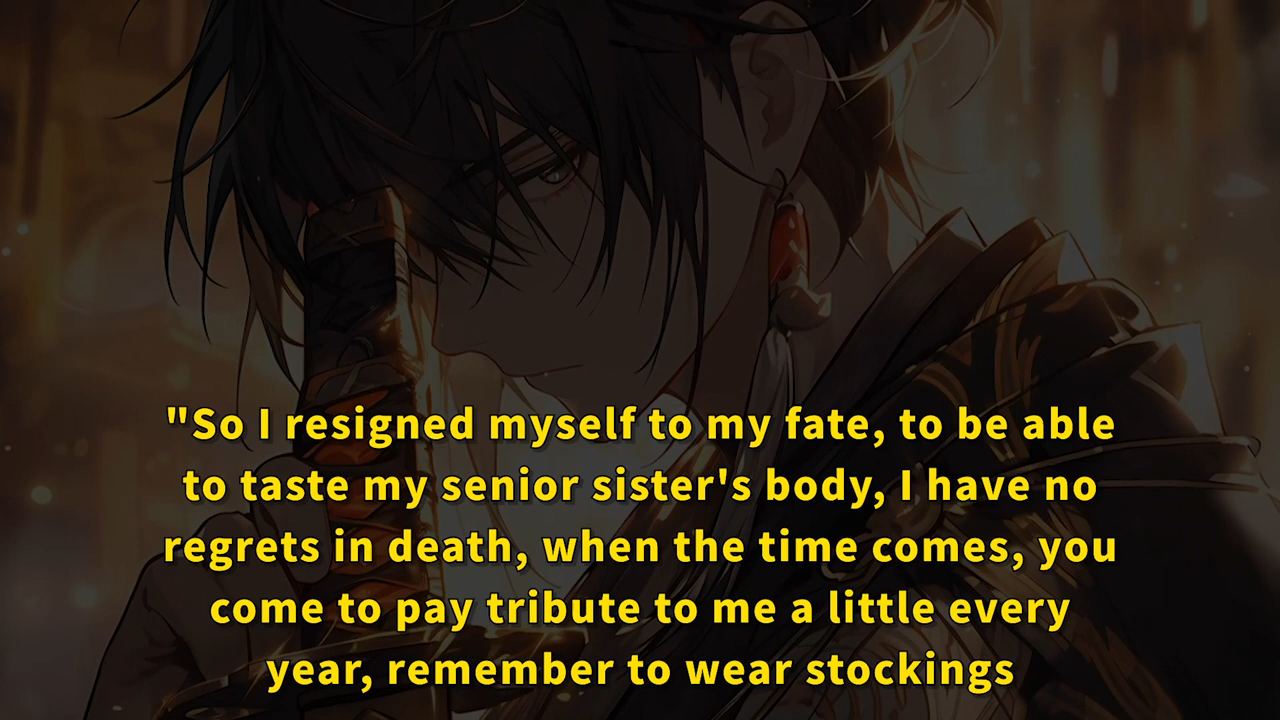 "So I resigned myself to my fate, to be able
to taste my senior sister's body, I have no
regrets in death, when the time comes, you
come to pay tribute to me a little every
year, remember to wear stockings